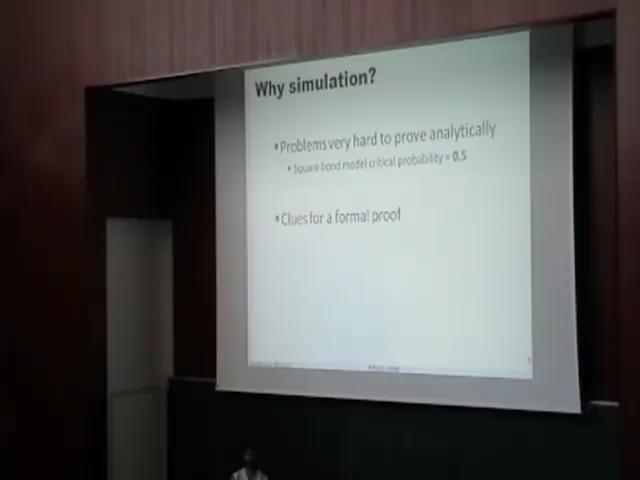 Why simulation?
• Problems very hard to prove analytically
• Square bond model critical probability = 0.5
• Clues for a formal proof